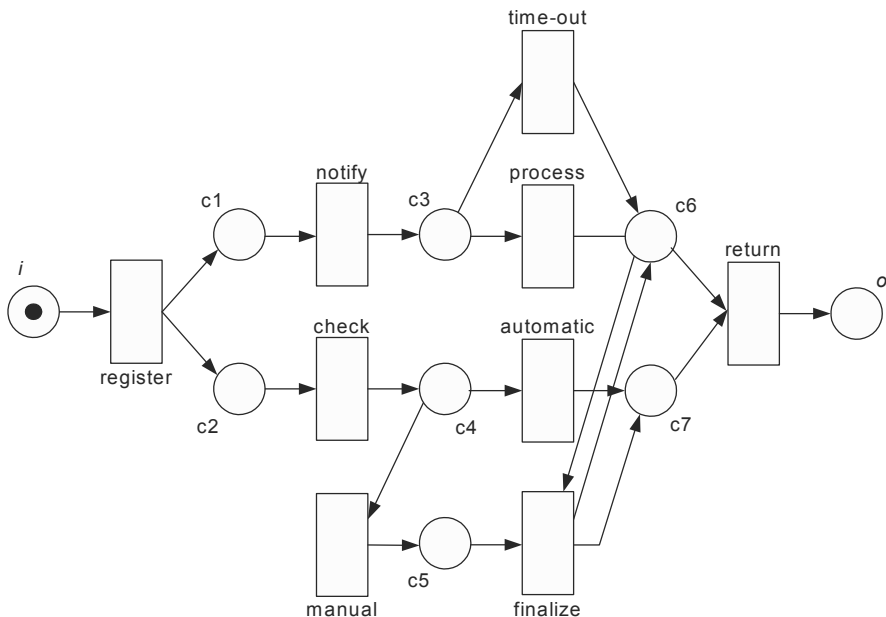 time-out
notify
process
c1
c3
c6
i
return
o
check
automatic
register
c2
c4
c7
c5
manual
finalize